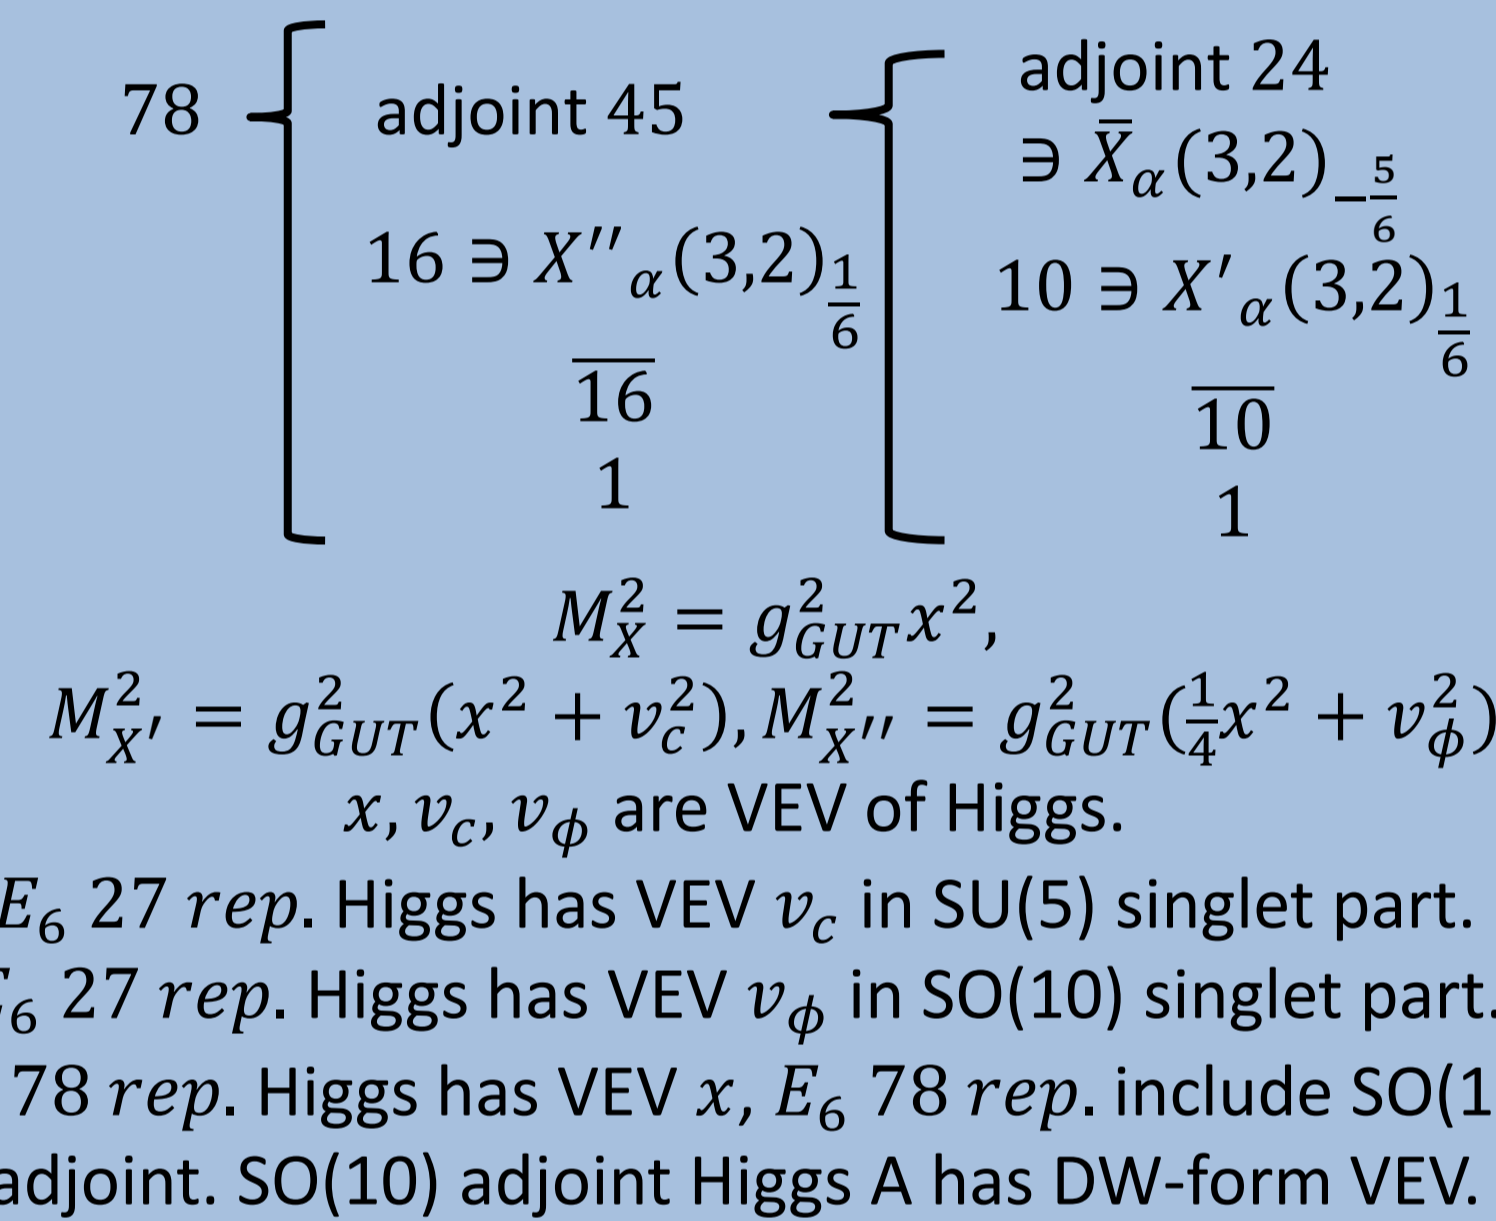 78
adjoint 45
16 ∋ X''_α(3,2)_{1/6}
\overline{16}
1
adjoint 24
∋ \bar{X}_α(3,2)_{-5/6}
10 ∋ X'_α(3,2)_{1/6}
\overline{10}
1
M_X^2 = g_{GUT}^2 x^2,
M_{X'}^2 = g_{GUT}^2(x^2 + v_c^2), M_{X''}^2 = g_{GUT}^2(\frac{1}{4}x^2 + v_ϕ^2)
x, v_c, v_ϕ are VEV of Higgs.
E_6 27 rep. Higgs has VEV v_c in SU(5) singlet part.
E_6 27 rep. Higgs has VEV v_ϕ in SO(10) singlet part.
78 rep. Higgs has VEV x, E_6 78 rep. include SO(1
adjoint. SO(10) adjoint Higgs A has DW-form VEV.